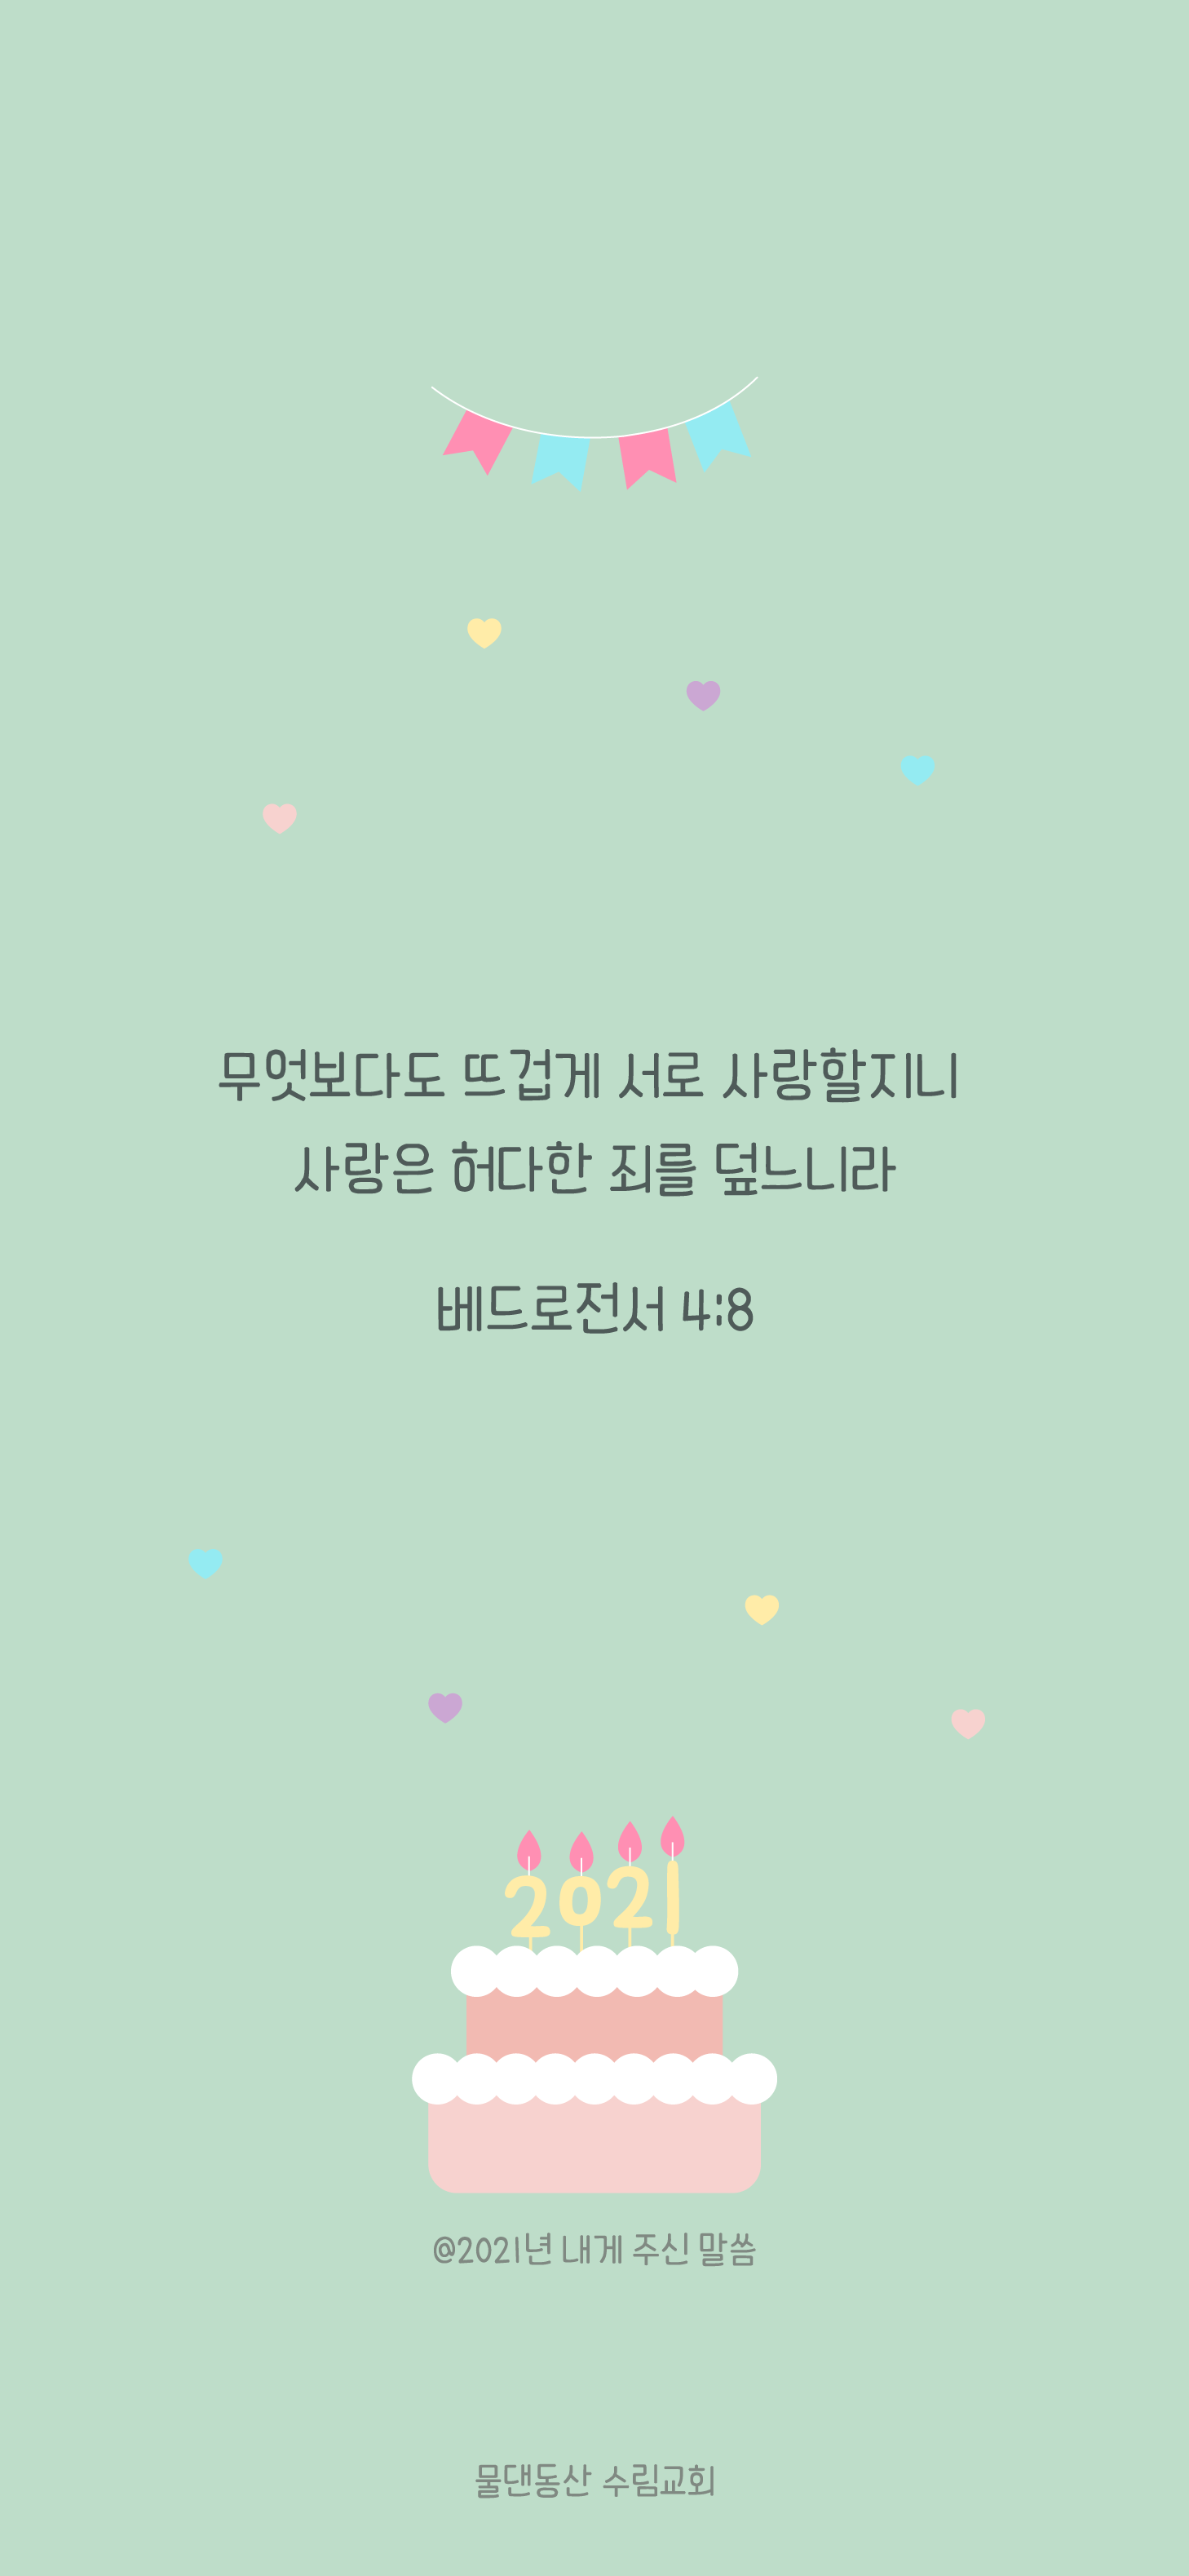 무엇보다도 뜨겁게 서로 사랑할지니
사랑은 허다한 죄를 덮느니라
베드로전서 4:8
2021
@2021년 내게 주신 말씀
물댄동산 수림교회